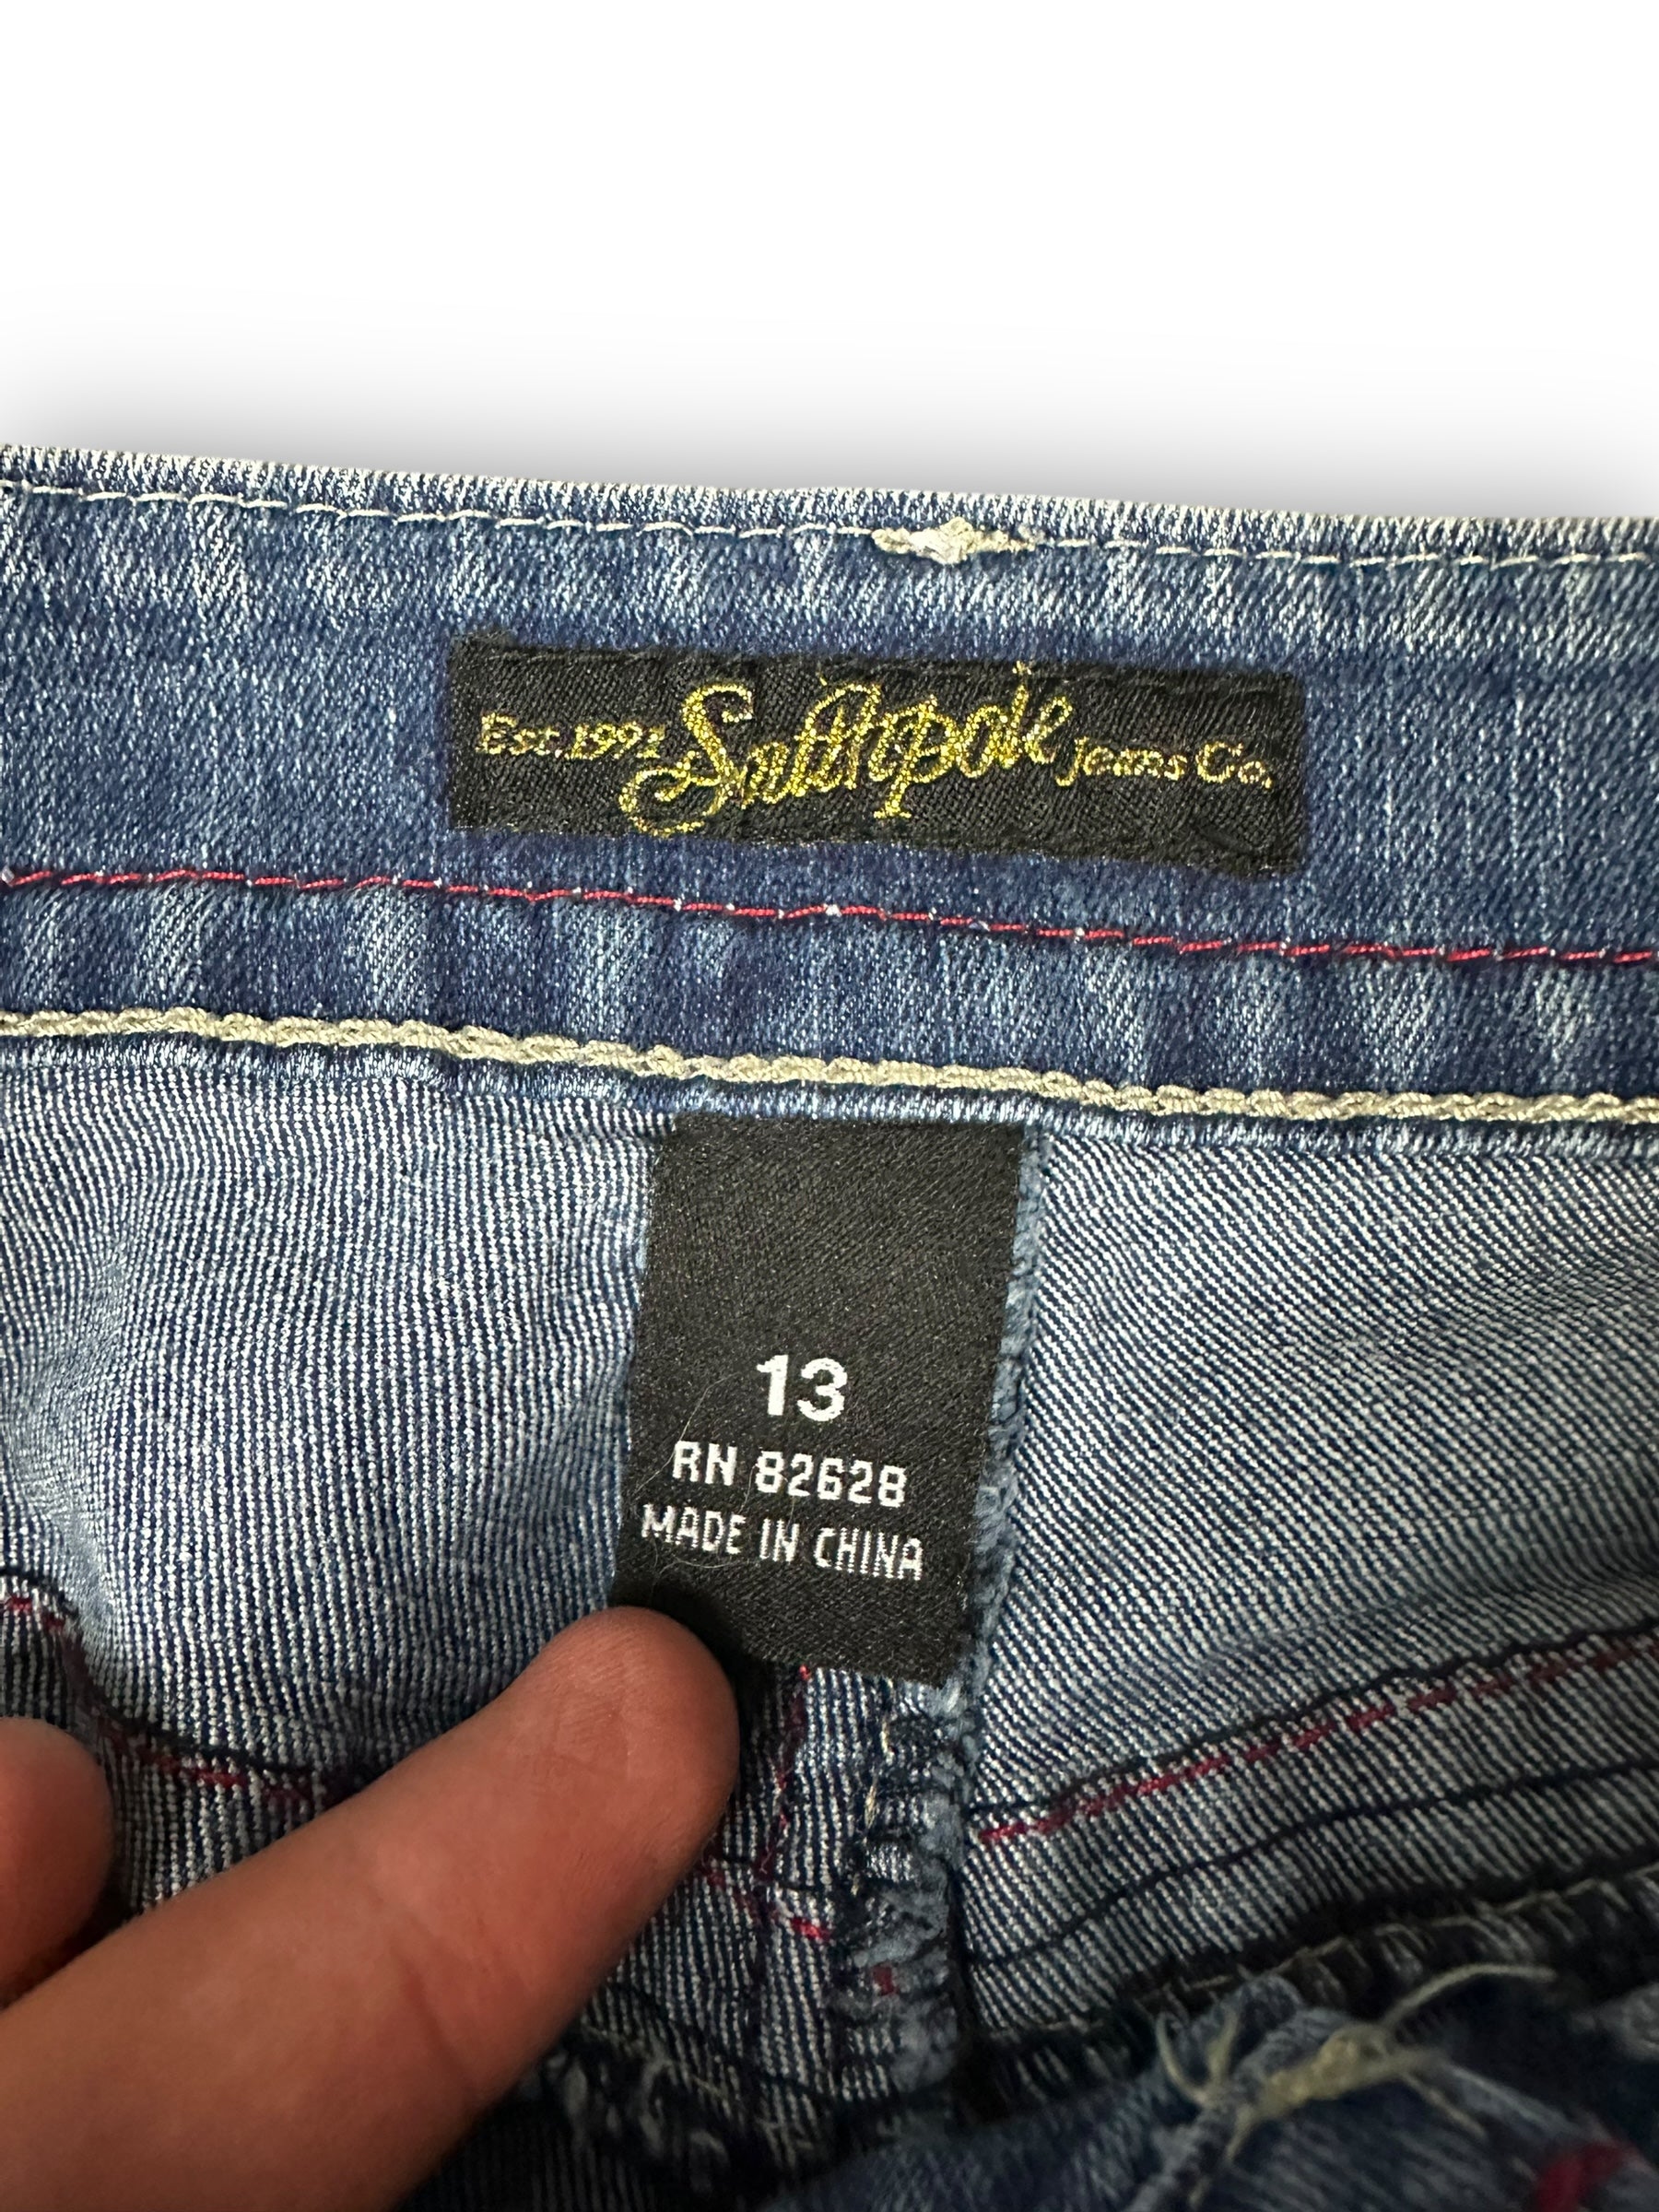 Est. 1991 Southpole Jeans Co.
13
RN 82628
MADE IN CHINA